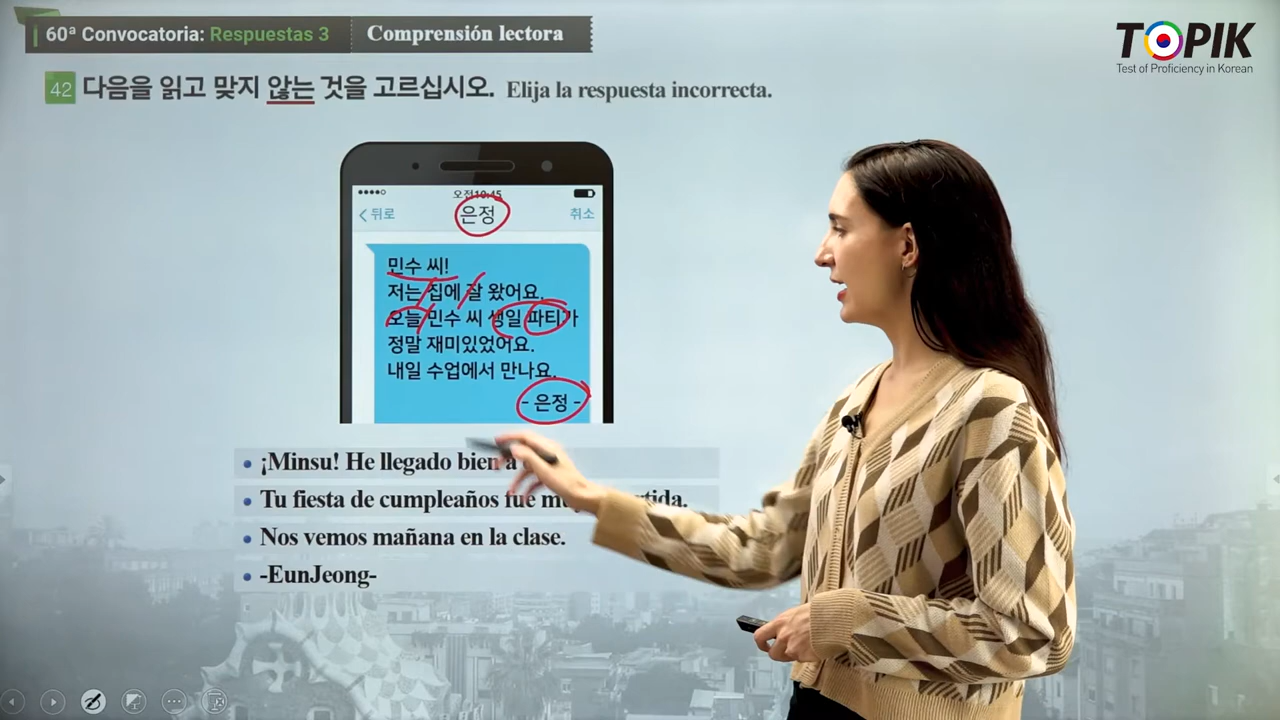 60ª Convocatoria: Respuestas 3
Comprensión lectora
TOPIK
Test of Proficiency in Korean
42 다음을 읽고 맞지 않는 것을 고르십시오. Elija la respuesta incorrecta.
오전10:45
뒤로 은정 취소
민수 씨!
저는 집에 잘 왔어요.
오늘 민수 씨 생일 파티가
정말 재미있었어요.
내일 수업에서 만나요.
- 은정 -
¡Minsu! He llegado bien a
Tu fiesta de cumpleaños fue
Nos vemos mañana en la clase.
-EunJeong-